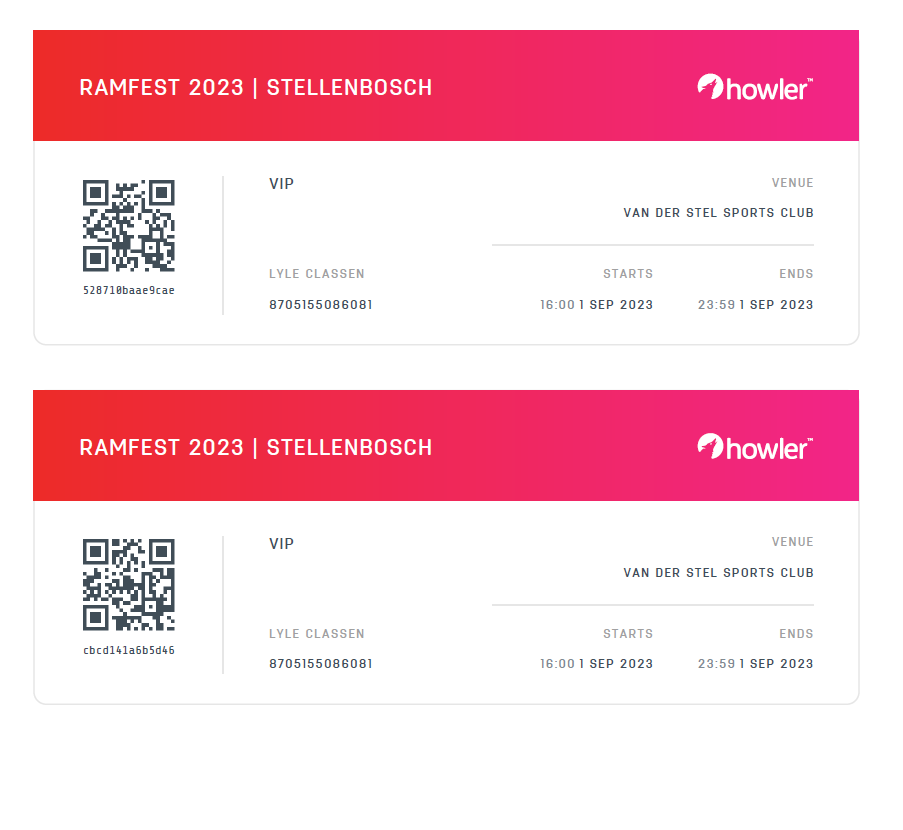 RAMFEST 2023 | STELLENBOSCH
howler™
VIP
VENUE
VAN DER STEL SPORTS CLUB
528710baae9cae
LYLE CLASSEN
STARTS
ENDS
8705155086081
16:00 1 SEP 2023
23:59 1 SEP 2023
RAMFEST 2023 | STELLENBOSCH
howler™
VIP
VENUE
VAN DER STEL SPORTS CLUB
cbcd141a6b5d46
LYLE CLASSEN
STARTS
ENDS
8705155086081
16:00 1 SEP 2023
23:59 1 SEP 2023